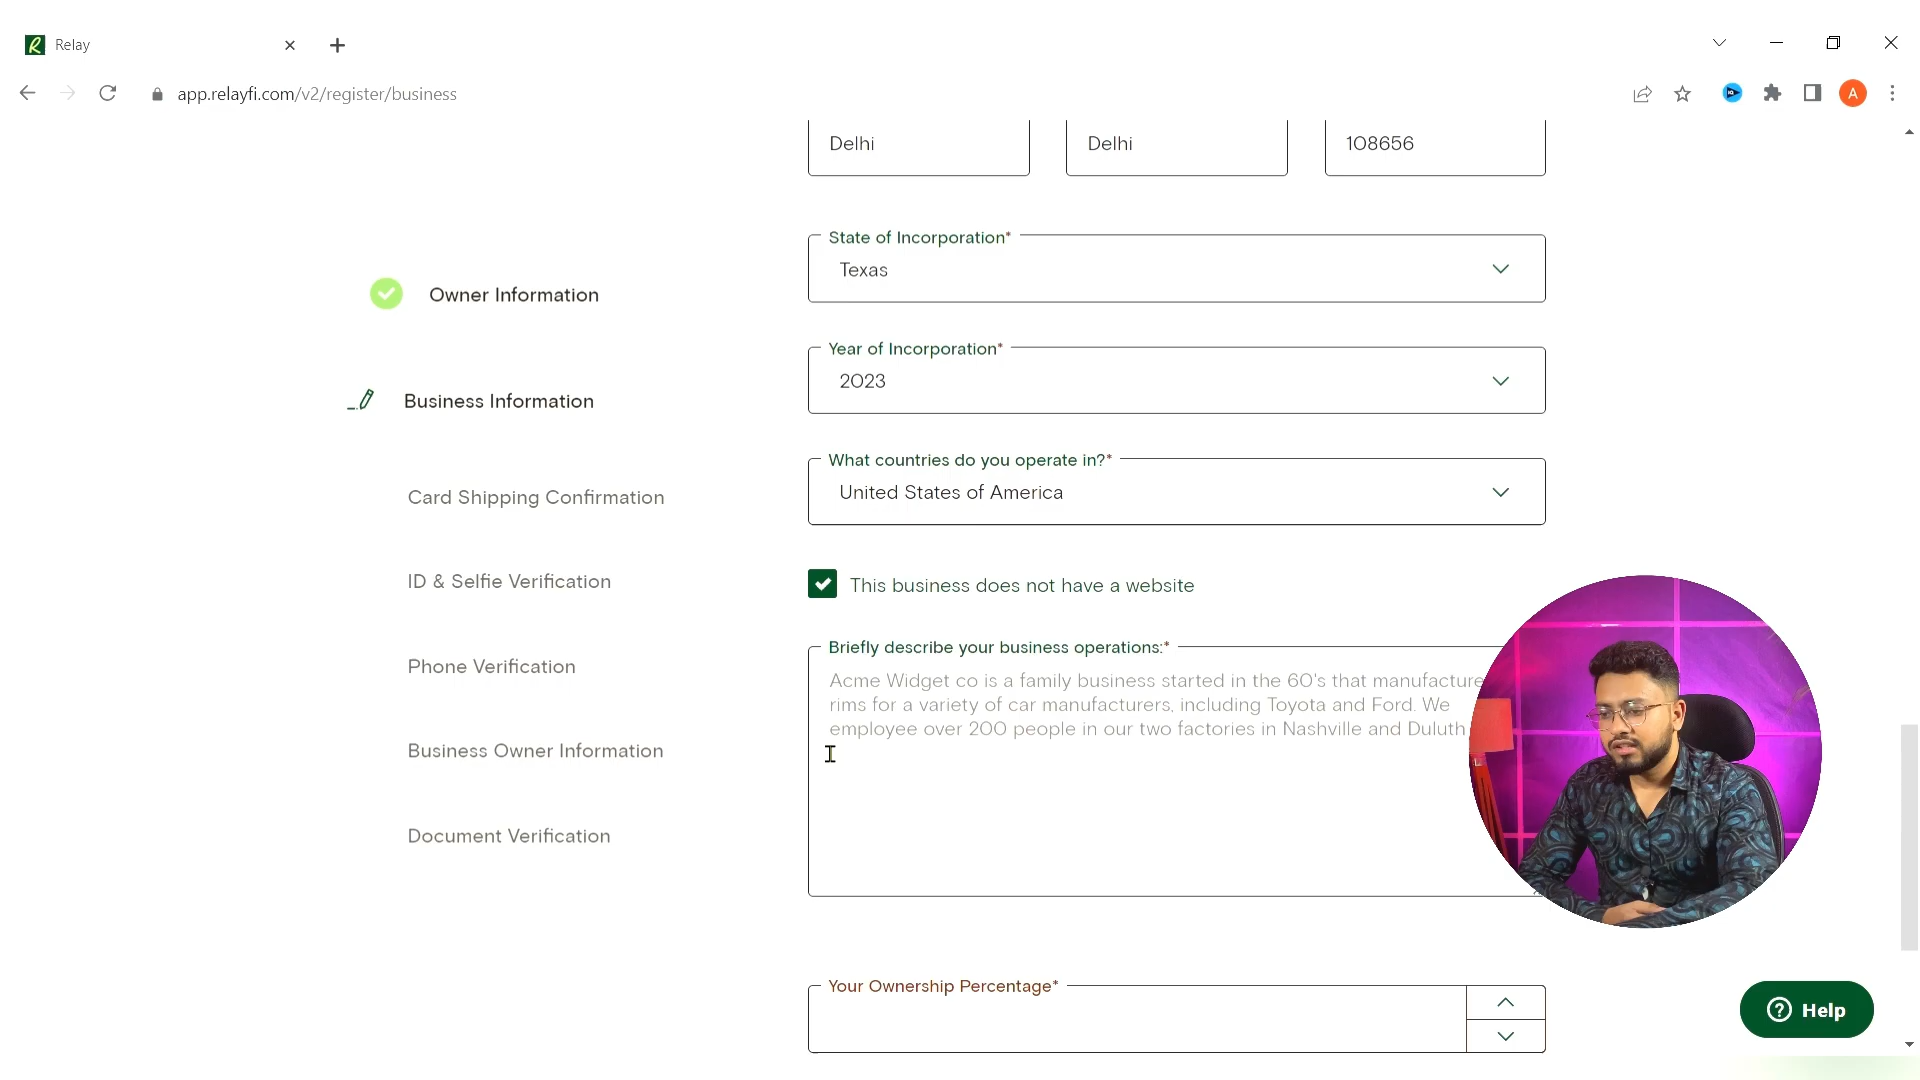 Relay
app.relayfi.com/v2/register/business
A
Delhi
Delhi
108656
State of Incorporation*
Texas
Owner Information
Year of Incorporation*
2023
Business Information
What countries do you operate in?*
United States of America
Card Shipping Confirmation
This business does not have a website
ID & Selfie Verification
Briefly describe your business operations:*
Acme Widget co is a family business started in the 60's that manufacture
rims for a variety of car manufacturers, including Toyota and Ford. We
employee over 200 people in our two factories in Nashville and Duluth
Phone Verification
Business Owner Information
Document Verification
Your Ownership Percentage*
Help